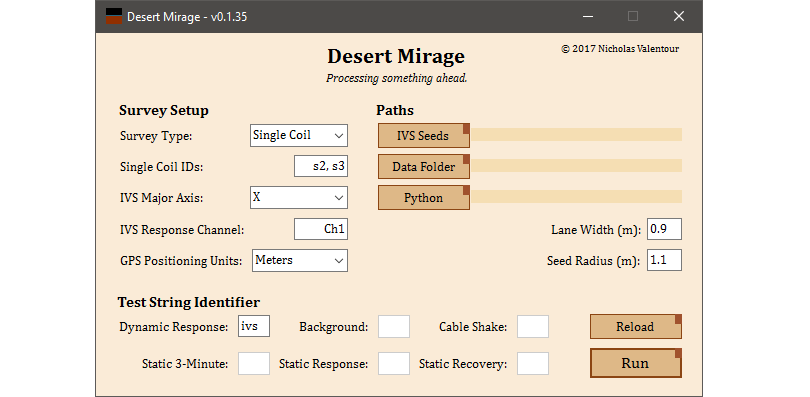 Desert Mirage - v0.1.35
Desert Mirage
© 2017 Nicholas Valentour
Processing something ahead.
Survey Setup
Paths
Survey Type: Single Coil
IVS Seeds
Single Coil IDs: s2, s3
Data Folder
IVS Major Axis: X
Python
IVS Response Channel: Ch1
Lane Width (m): 0.9
GPS Positioning Units: Meters
Seed Radius (m): 1.1
Test String Identifier
Dynamic Response: ivs Background: Cable Shake: Reload
Static 3-Minute: Static Response: Static Recovery: Run